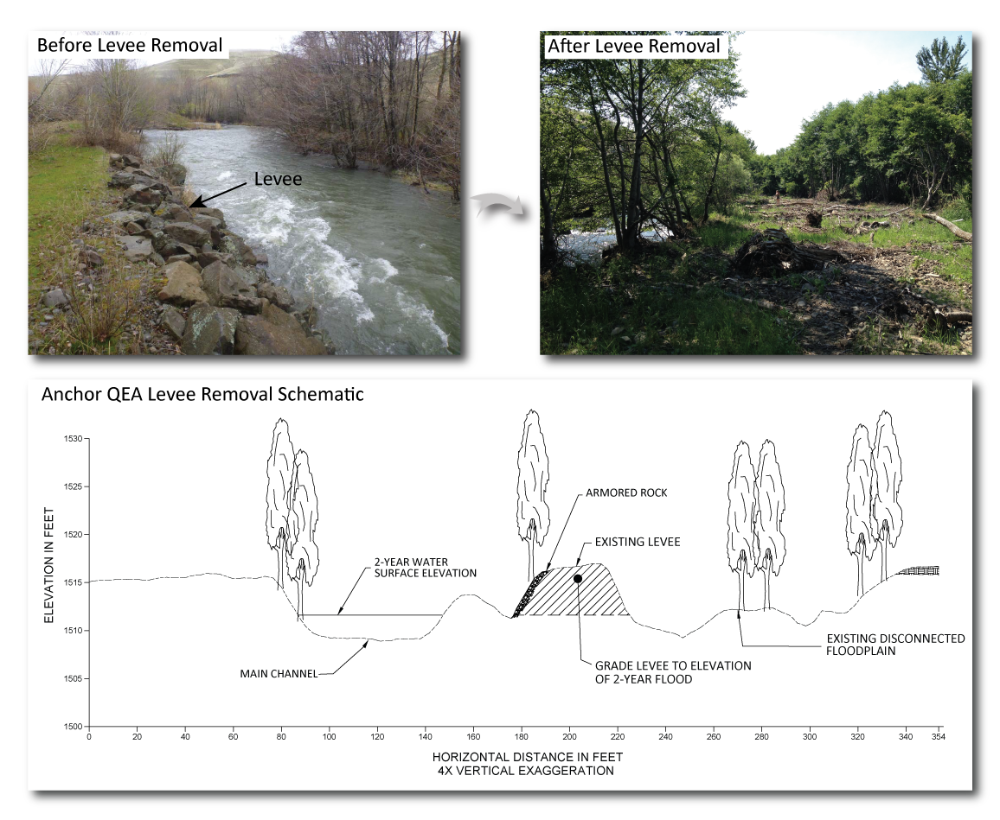 Before Levee Removal
After Levee Removal
Levee
Anchor QEA Levee Removal Schematic
1530
1525
1520
1515
1510
1505
1500
ELEVATION IN FEET
ARMORED ROCK
EXISTING LEVEE
2-YEAR WATER
SURFACE ELEVATION
MAIN CHANNEL
GRADE LEVEE TO ELEVATION
OF 2-YEAR FLOOD
EXISTING DISCONNECTED
FLOODPLAIN
0 20 40 60 80 100 120 140 160 180 200 220 240 260 280 300 320 340 354
HORIZONTAL DISTANCE IN FEET
4X VERTICAL EXAGGERATION